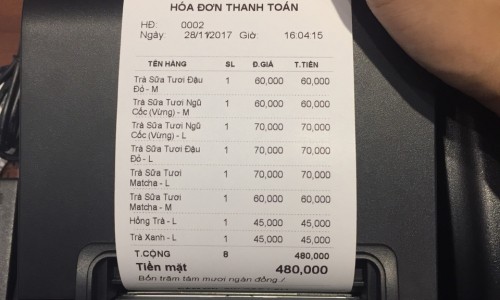 HÓA ĐƠN THANH TOÁN
HĐ: 0002
Ngày: 28/11/2017 Giờ: 16:04:15
TÊN HÀNG SL Đ.GIÁ T.TIỀN
Trà Sữa Tươi Đậu 1 60,000 60,000
Đỏ - M
Trà Sữa Tươi Ngũ 1 60,000 60,000
Cốc (Vừng) - M
Trà Sữa Tươi Ngũ 1 70,000 70,000
Cốc (Vừng) - L
Trà Sữa Tươi Đậu 1 70,000 70,000
Đỏ - L
Trà Sữa Tươi 1 70,000 70,000
Matcha - L
Trà Sữa Tươi 1 60,000 60,000
Matcha - M
Hồng Trà - L 1 45,000 45,000
Trà Xanh - L 1 45,000 45,000
T.CỘNG 8 480,000
Tiền mặt 480,000
Bốn trăm tám mươi ngàn đồng ./